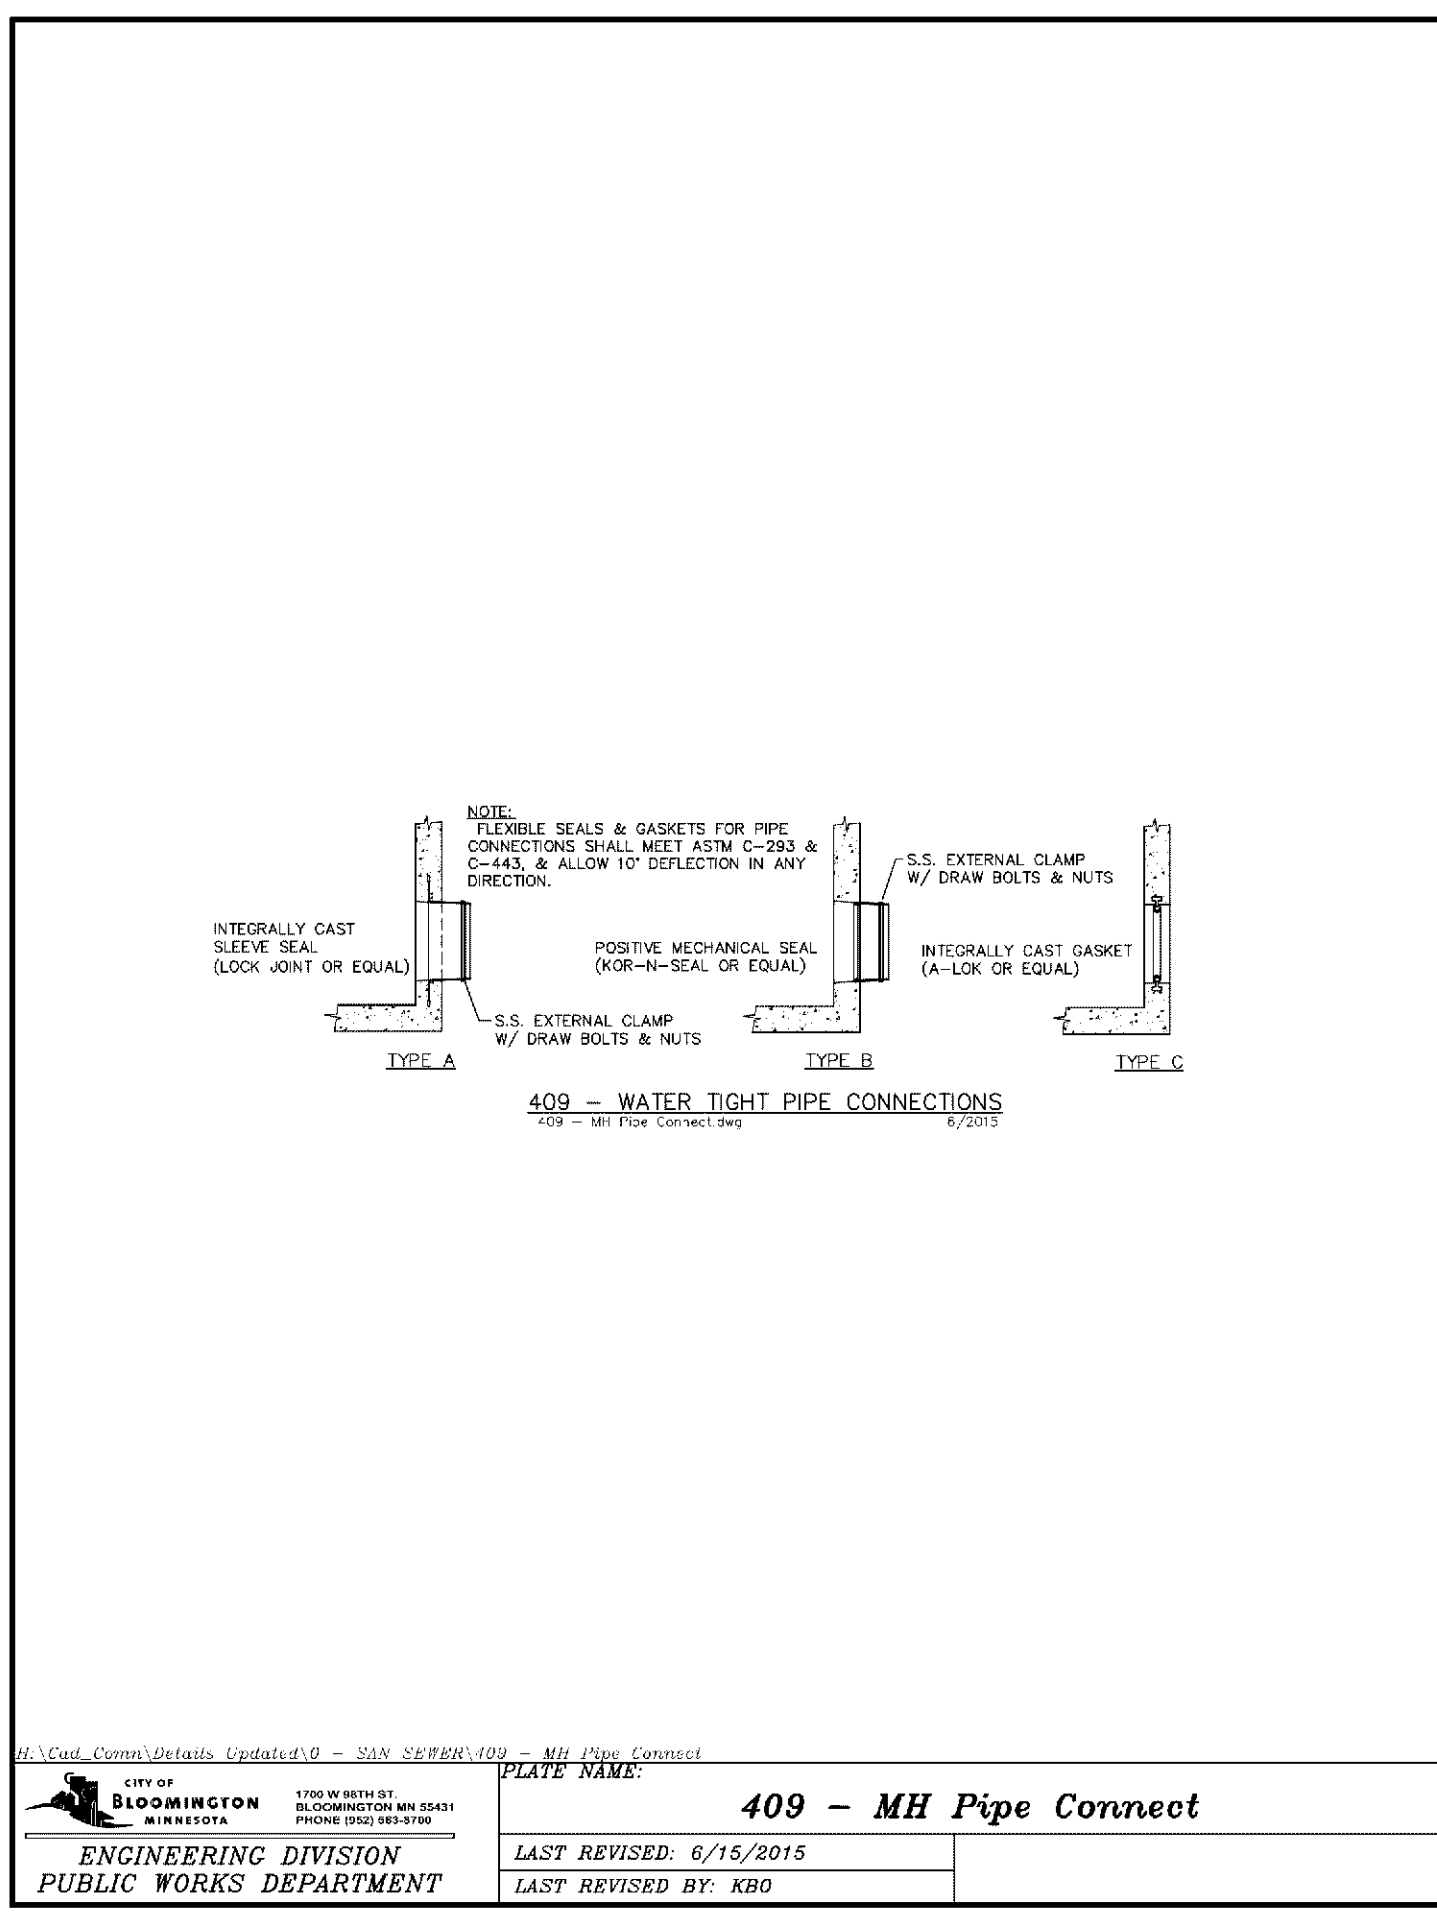 NOTE:
FLEXIBLE SEALS & GASKETS FOR PIPE
CONNECTIONS SHALL MEET ASTM C-293 &
C-443, & ALLOW 10° DEFLECTION IN ANY
DIRECTION.
INTEGRALLY CAST
SLEEVE SEAL
(LOCK JOINT OR EQUAL)
S.S. EXTERNAL CLAMP
W/ DRAW BOLTS & NUTS
TYPE A
POSITIVE MECHANICAL SEAL
(KOR-N-SEAL OR EQUAL)
S.S. EXTERNAL CLAMP
W/ DRAW BOLTS & NUTS
TYPE B
INTEGRALLY CAST GASKET
(A-LOK OR EQUAL)
TYPE C
409 - WATER TIGHT PIPE CONNECTIONS
409 - MH Pipe Connect.dwg 6/2015
H:\Cad_Comn\Details Updated\0 - SAN SEWER\409 - MH Pipe Connect
CITY OF
BLOOMINGTON
MINNESOTA
1700 W 98TH ST.
BLOOMINGTON MN 55431
PHONE (952) 563-8700
ENGINEERING DIVISION
PUBLIC WORKS DEPARTMENT
PLATE NAME:
409 - MH Pipe Connect
LAST REVISED: 6/15/2015
LAST REVISED BY: KBO